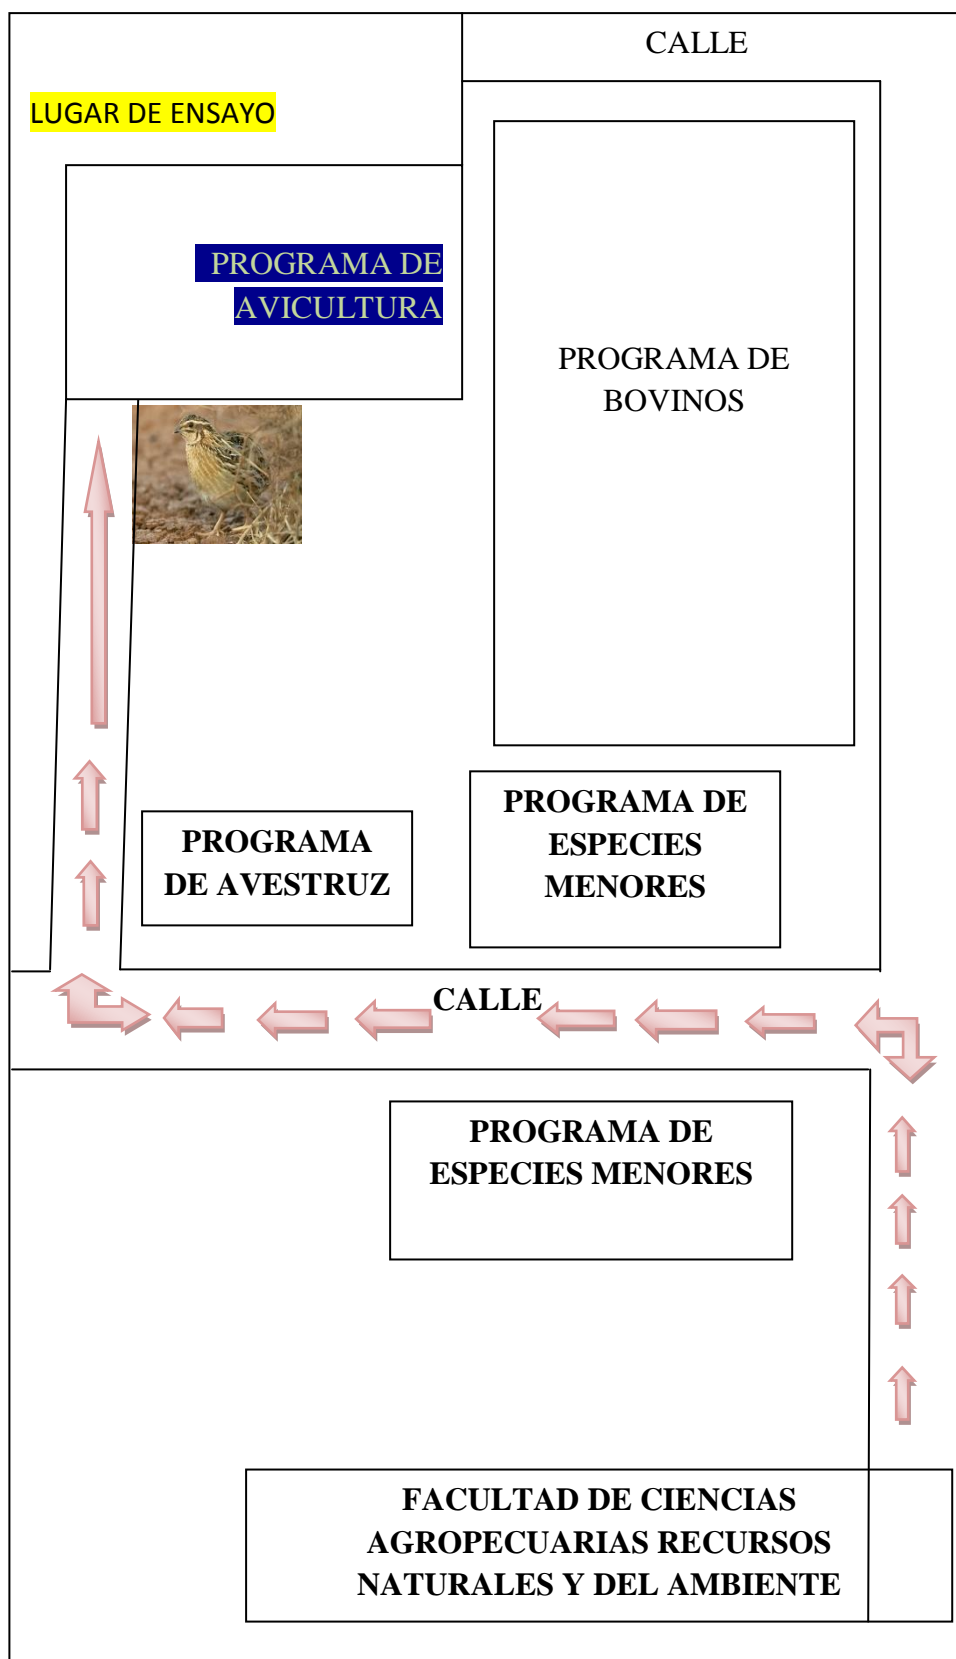 CALLE
LUGAR DE ENSAYO
PROGRAMA DE
AVICULTURA
PROGRAMA DE
BOVINOS
PROGRAMA DE
ESPECIES
MENORES
PROGRAMA
DE AVESTRUZ
CALLE
PROGRAMA DE
ESPECIES MENORES
FACULTAD DE CIENCIAS
AGROPECUARIAS RECURSOS
NATURALES Y DEL AMBIENTE